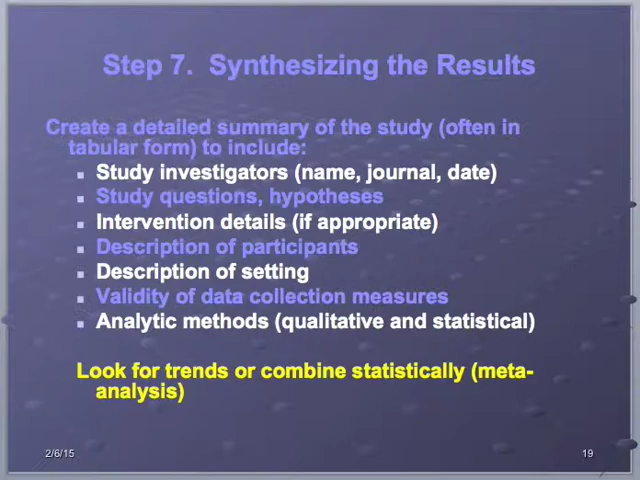 Step 7. Synthesizing the Results
Create a detailed summary of the study (often in
tabular form) to include:
Study investigators (name, journal, date)
Study questions, hypotheses
Intervention details (if appropriate)
Description of participants
Description of setting
Validity of data collection measures
Analytic methods (qualitative and statistical)
Look for trends or combine statistically (meta-
analysis)
2/6/15
19